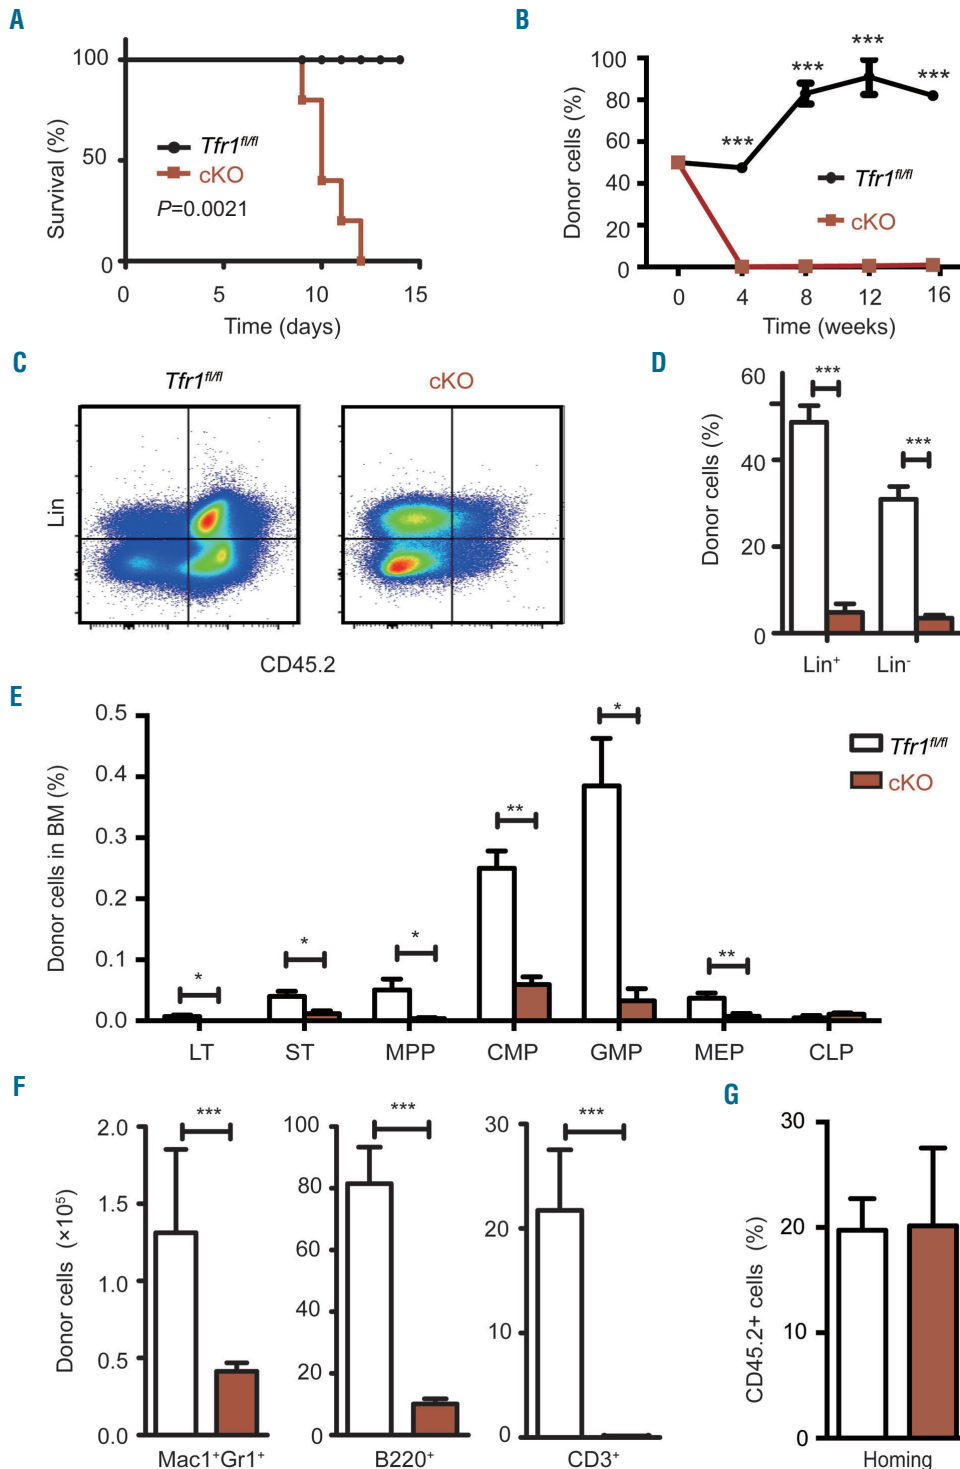 A
100
50
0
Survival (%)
Tfr1fl/fl
cKO
P=0.0021
0 5 10 15
Time (days)
B
100
80
60
40
20
0
Donor cells (%)
*** *** *** ***
Tfr1fl/fl
cKO
0 4 8 12 16
Time (weeks)
C
Tfr1fl/fl cKO
Lin
CD45.2
D
60
40
20
0
Donor cells (%)
*** ***
Lin+ Lin-
E
0.5
0.4
0.3
0.2
0.1
0.0
Donor cells in BM (%)
* * * ** * **
Tfr1fl/fl
cKO
LT ST MPP CMP GMP MEP CLP
F
2.0
1.5
1.0
0.5
0.0
Donor cells (×10⁵)
***
Mac1+Gr1+
100
80
60
40
20
0
***
B220+
30
20
10
0
***
CD3+
G
30
20
10
0
CD45.2+ cells (%)
Homing